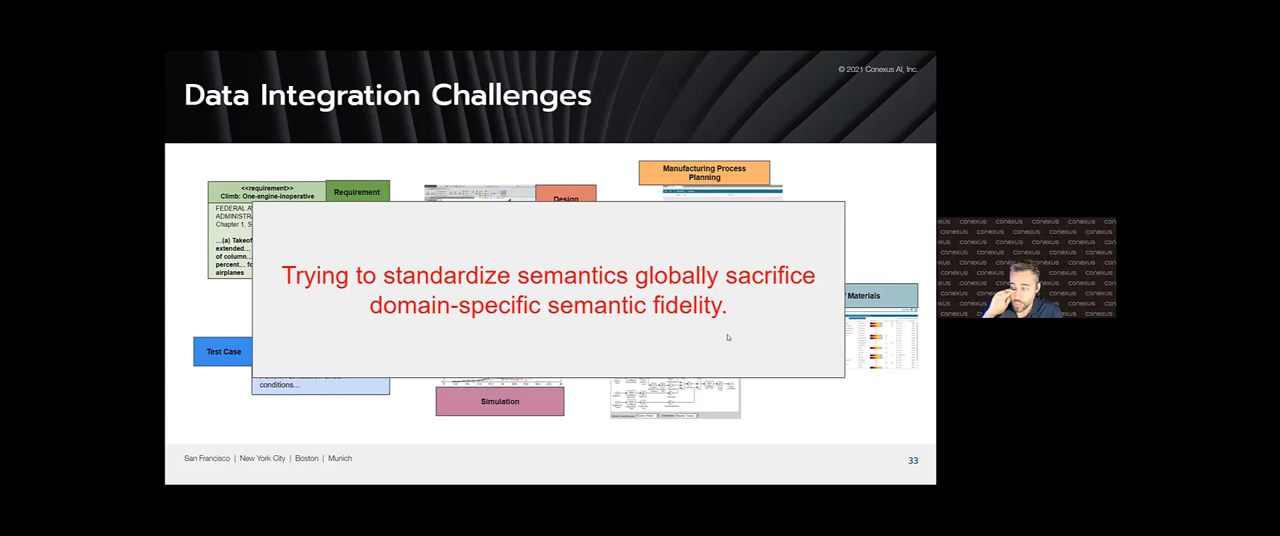 © 2021 Conexus AI, Inc.
Data Integration Challenges
Manufacturing Process
Planning
<<requirement>>
Climb: One-engine-inoperative
Requirement
Design
FEDERAL A
ADMINISTRA
Chapter 1, S
...(a) Takeof
extended...
of column...
percent... fo
airplanes
Trying to standardize semantics globally sacrifice
domain-specific semantic fidelity.
Materials
Test Case
conditions...
Simulation
San Francisco | New York City | Boston | Munich
33
conexus